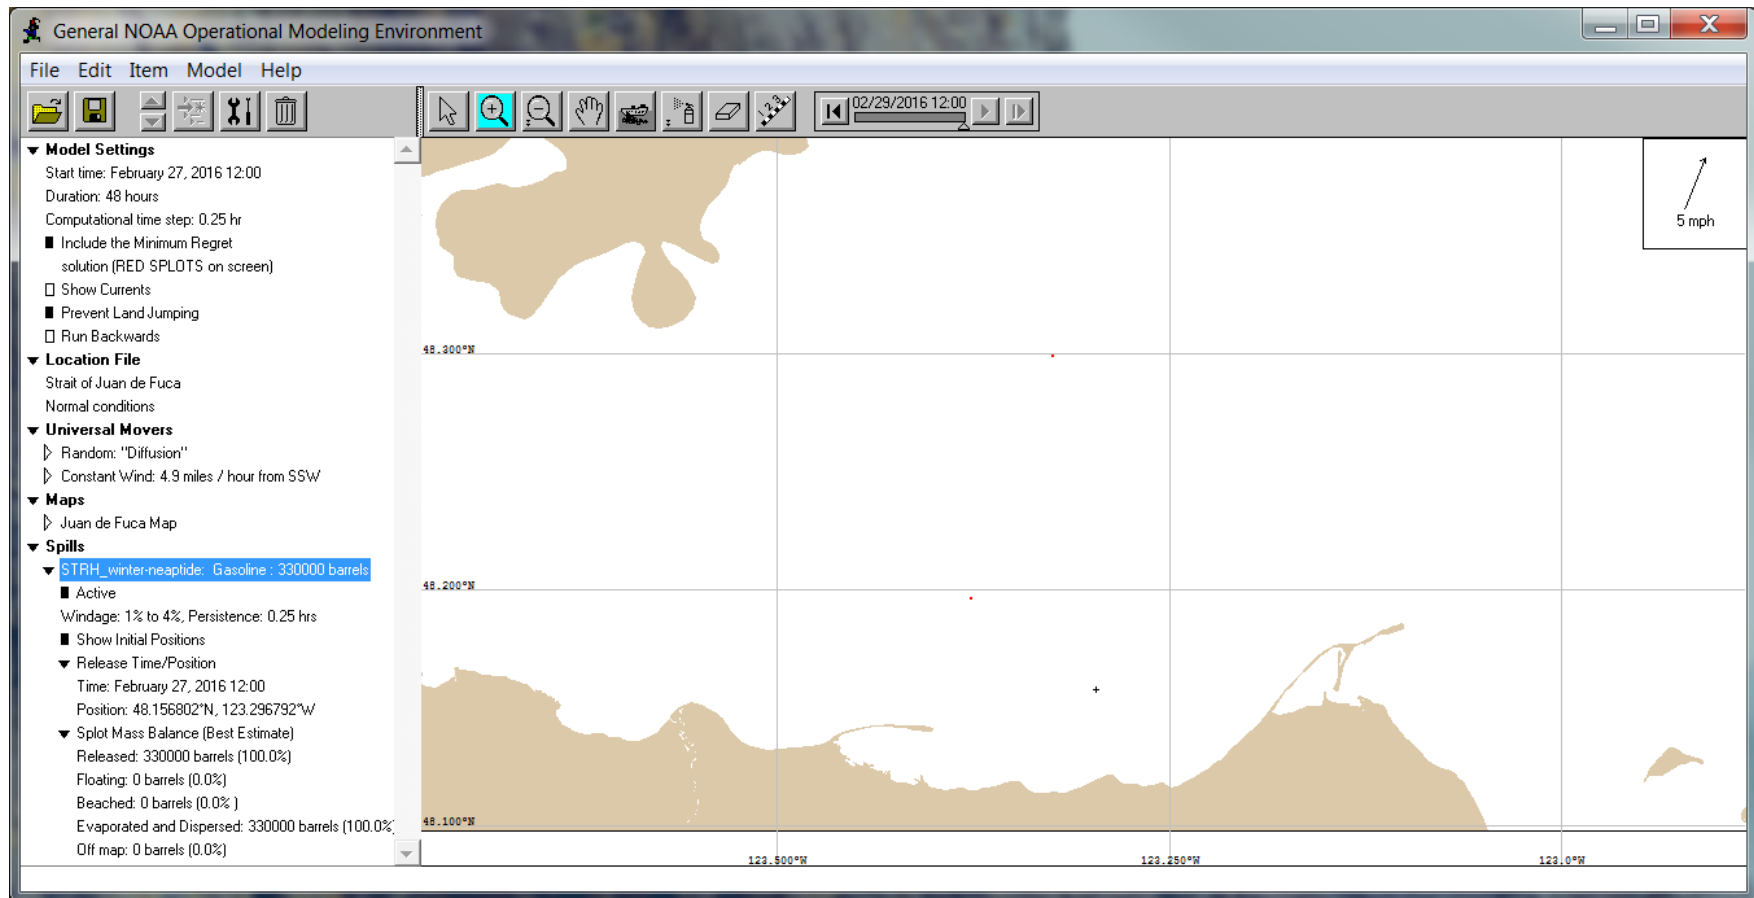 General NOAA Operational Modeling Environment
File Edit Item Model Help
02/29/2016 12:00
Model Settings
Start time: February 27, 2016 12:00
Duration: 48 hours
Computational time step: 0.25 hr
Include the Minimum Regret
solution (RED SPLOTS on screen)
Show Currents
Prevent Land Jumping
Run Backwards
Location File
Strait of Juan de Fuca
Normal conditions
Universal Movers
Random: "Diffusion"
Constant Wind: 4.9 miles / hour from SSW
Maps
Juan de Fuca Map
Spills
STRH_winter-neaptide: Gasoline : 330000 barrels
Active
Windage: 1% to 4%, Persistence: 0.25 hrs
Show Initial Positions
Release Time/Position
Time: February 27, 2016 12:00
Position: 48.156802°N, 123.296792°W
Splot Mass Balance (Best Estimate)
Released: 330000 barrels (100.0%)
Floating: 0 barrels (0.0%)
Beached: 0 barrels (0.0% )
Evaporated and Dispersed: 330000 barrels (100.0%
Off map: 0 barrels (0.0%)
5 mph
48.300°N
48.200°N
48.100°N
123.500°W
123.250°W
123.0°W